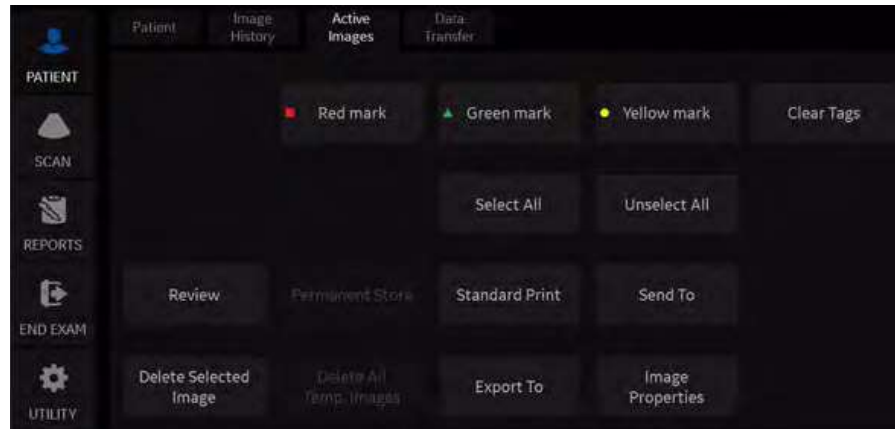 Patient
Image
History
Active
Images
Data
Transfer
PATIENT
SCAN
REPORTS
END EXAM
UTILITY
Red mark
Green mark
Yellow mark
Clear Tags
Select All
Unselect All
Review
Permanent Store
Standard Print
Send To
Delete Selected
Image
Delete All
Temp. Images
Export To
Image
Properties